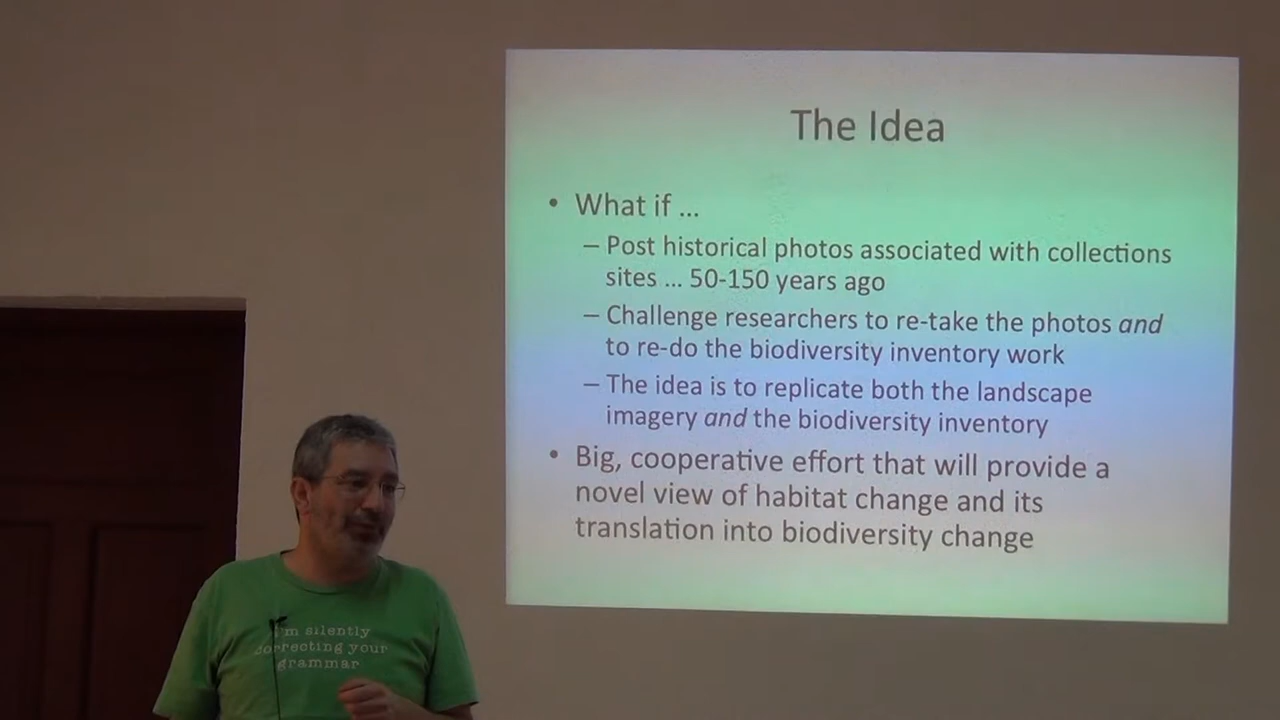 The Idea
• What if ...
– Post historical photos associated with collections
sites ... 50-150 years ago
– Challenge researchers to re-take the photos and
to re-do the biodiversity inventory work
– The idea is to replicate both the landscape
imagery and the biodiversity inventory
• Big, cooperative effort that will provide a
novel view of habitat change and its
translation into biodiversity change
I'm silently
correcting your
grammar